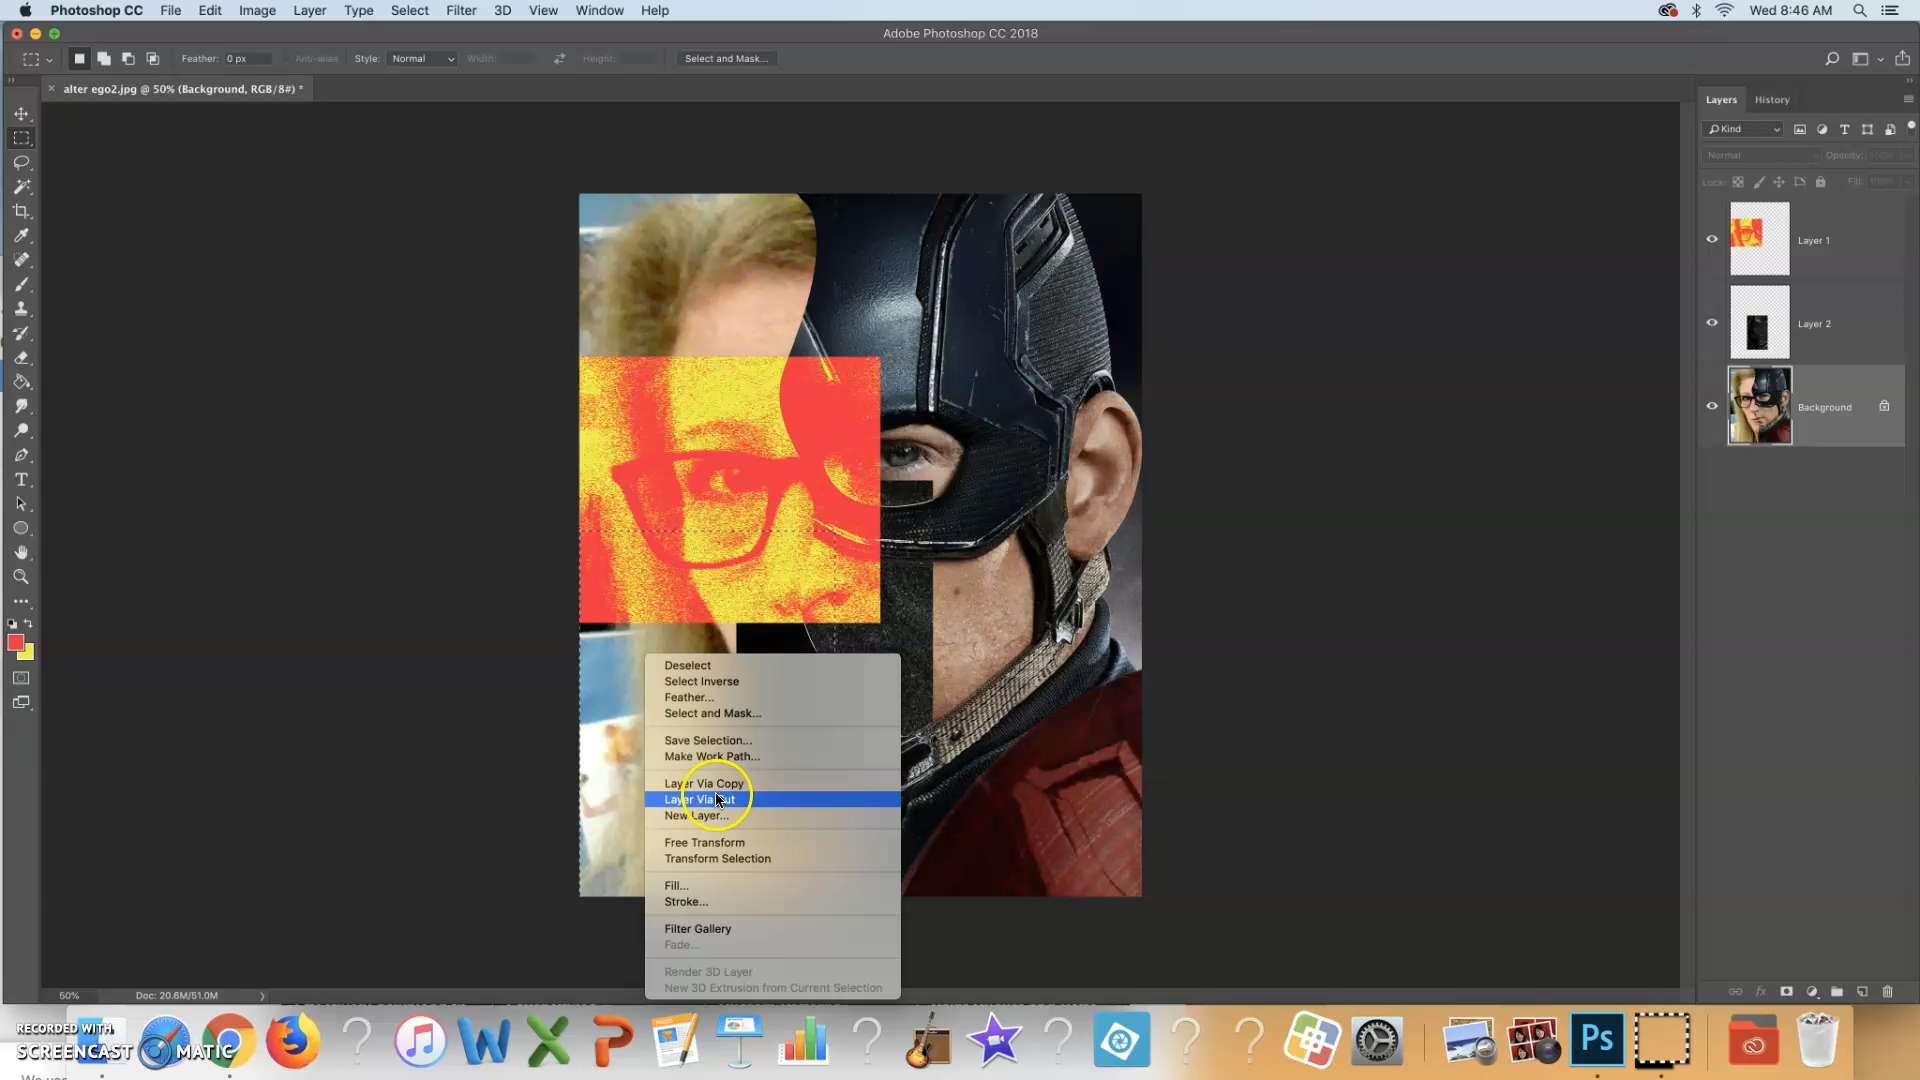 Photoshop CC File Edit Image Layer Type Select Filter 3D View Window Help Wed 8:46 AM
Adobe Photoshop CC 2018
Feather: 0 px Anti-alias Style: Normal Width: Height: Select and Mask...
alter ego2.jpg @ 50% (Background, RGB/8#) *
Layers History
Kind
Normal Opacity: 100%
Lock: Fill: 100%
Layer 1
Layer 2
Background
Deselect
Select Inverse
Feather...
Select and Mask...
Save Selection...
Make Work Path...
Layer Via Copy
Layer Via Cut
New Layer...
Free Transform
Transform Selection
Fill...
Stroke...
Filter Gallery
Fade...
Render 3D Layer
New 3D Extrusion from Current Selection
50% Doc: 20.6M/51.0M
RECORDED WITH
SCREENCAST MATIC
Ps